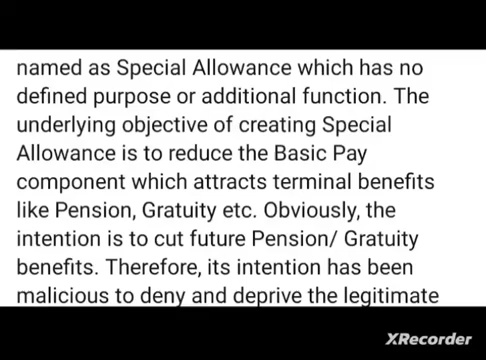 named as Special Allowance which has no
defined purpose or additional function. The
underlying objective of creating Special
Allowance is to reduce the Basic Pay
component which attracts terminal benefits
like Pension, Gratuity etc. Obviously, the
intention is to cut future Pension/ Gratuity
benefits. Therefore, its intention has been
malicious to deny and deprive the legitimate
XRecorder